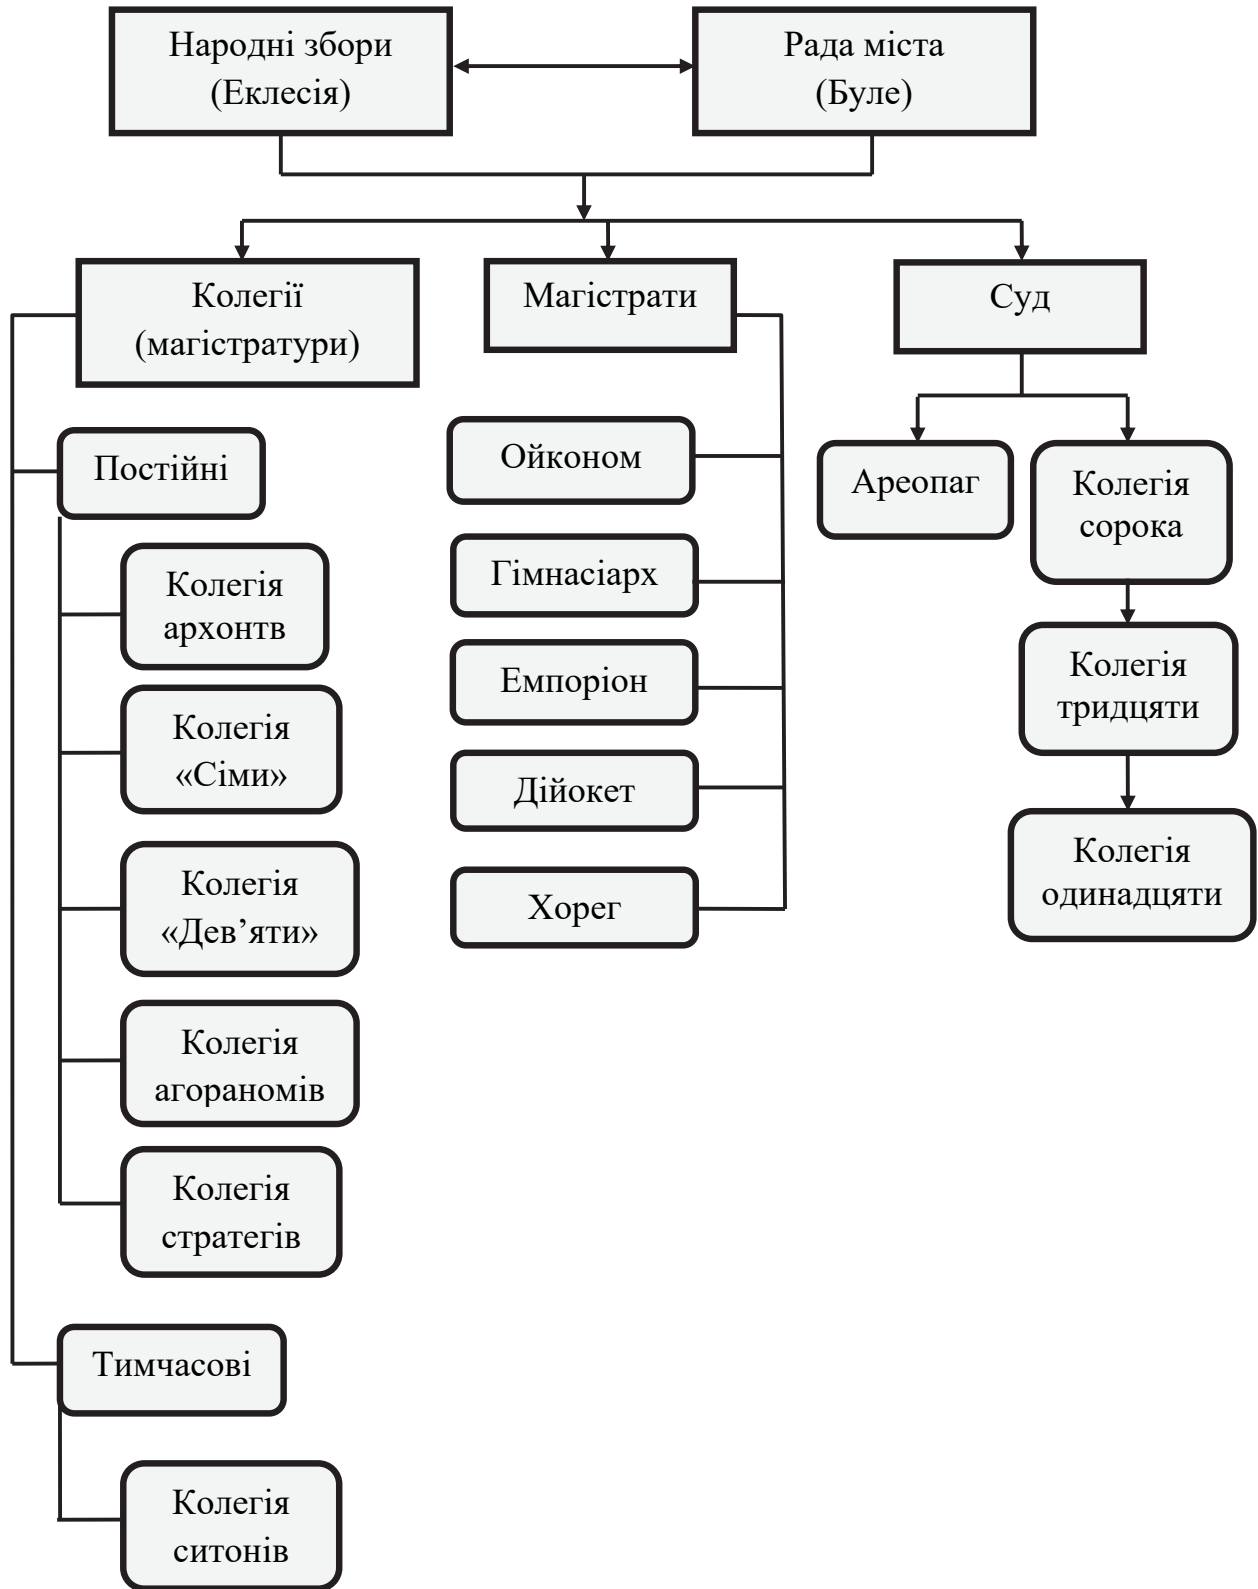 Народні збори
(Еклесія)
Рада міста
(Буле)
Колегії
(магістратури)
Магістрати
Суд
Постійні
Колегія
архонтв
Колегія
«Сіми»
Колегія
«Дев’яти»
Колегія
агораномів
Колегія
стратегів
Тимчасові
Колегія
ситонів
Ойконом
Гімнасіарх
Емпоріон
Дійокет
Хорег
Ареопаг
Колегія
сорока
Колегія
тридцяти
Колегія
одинадцяти